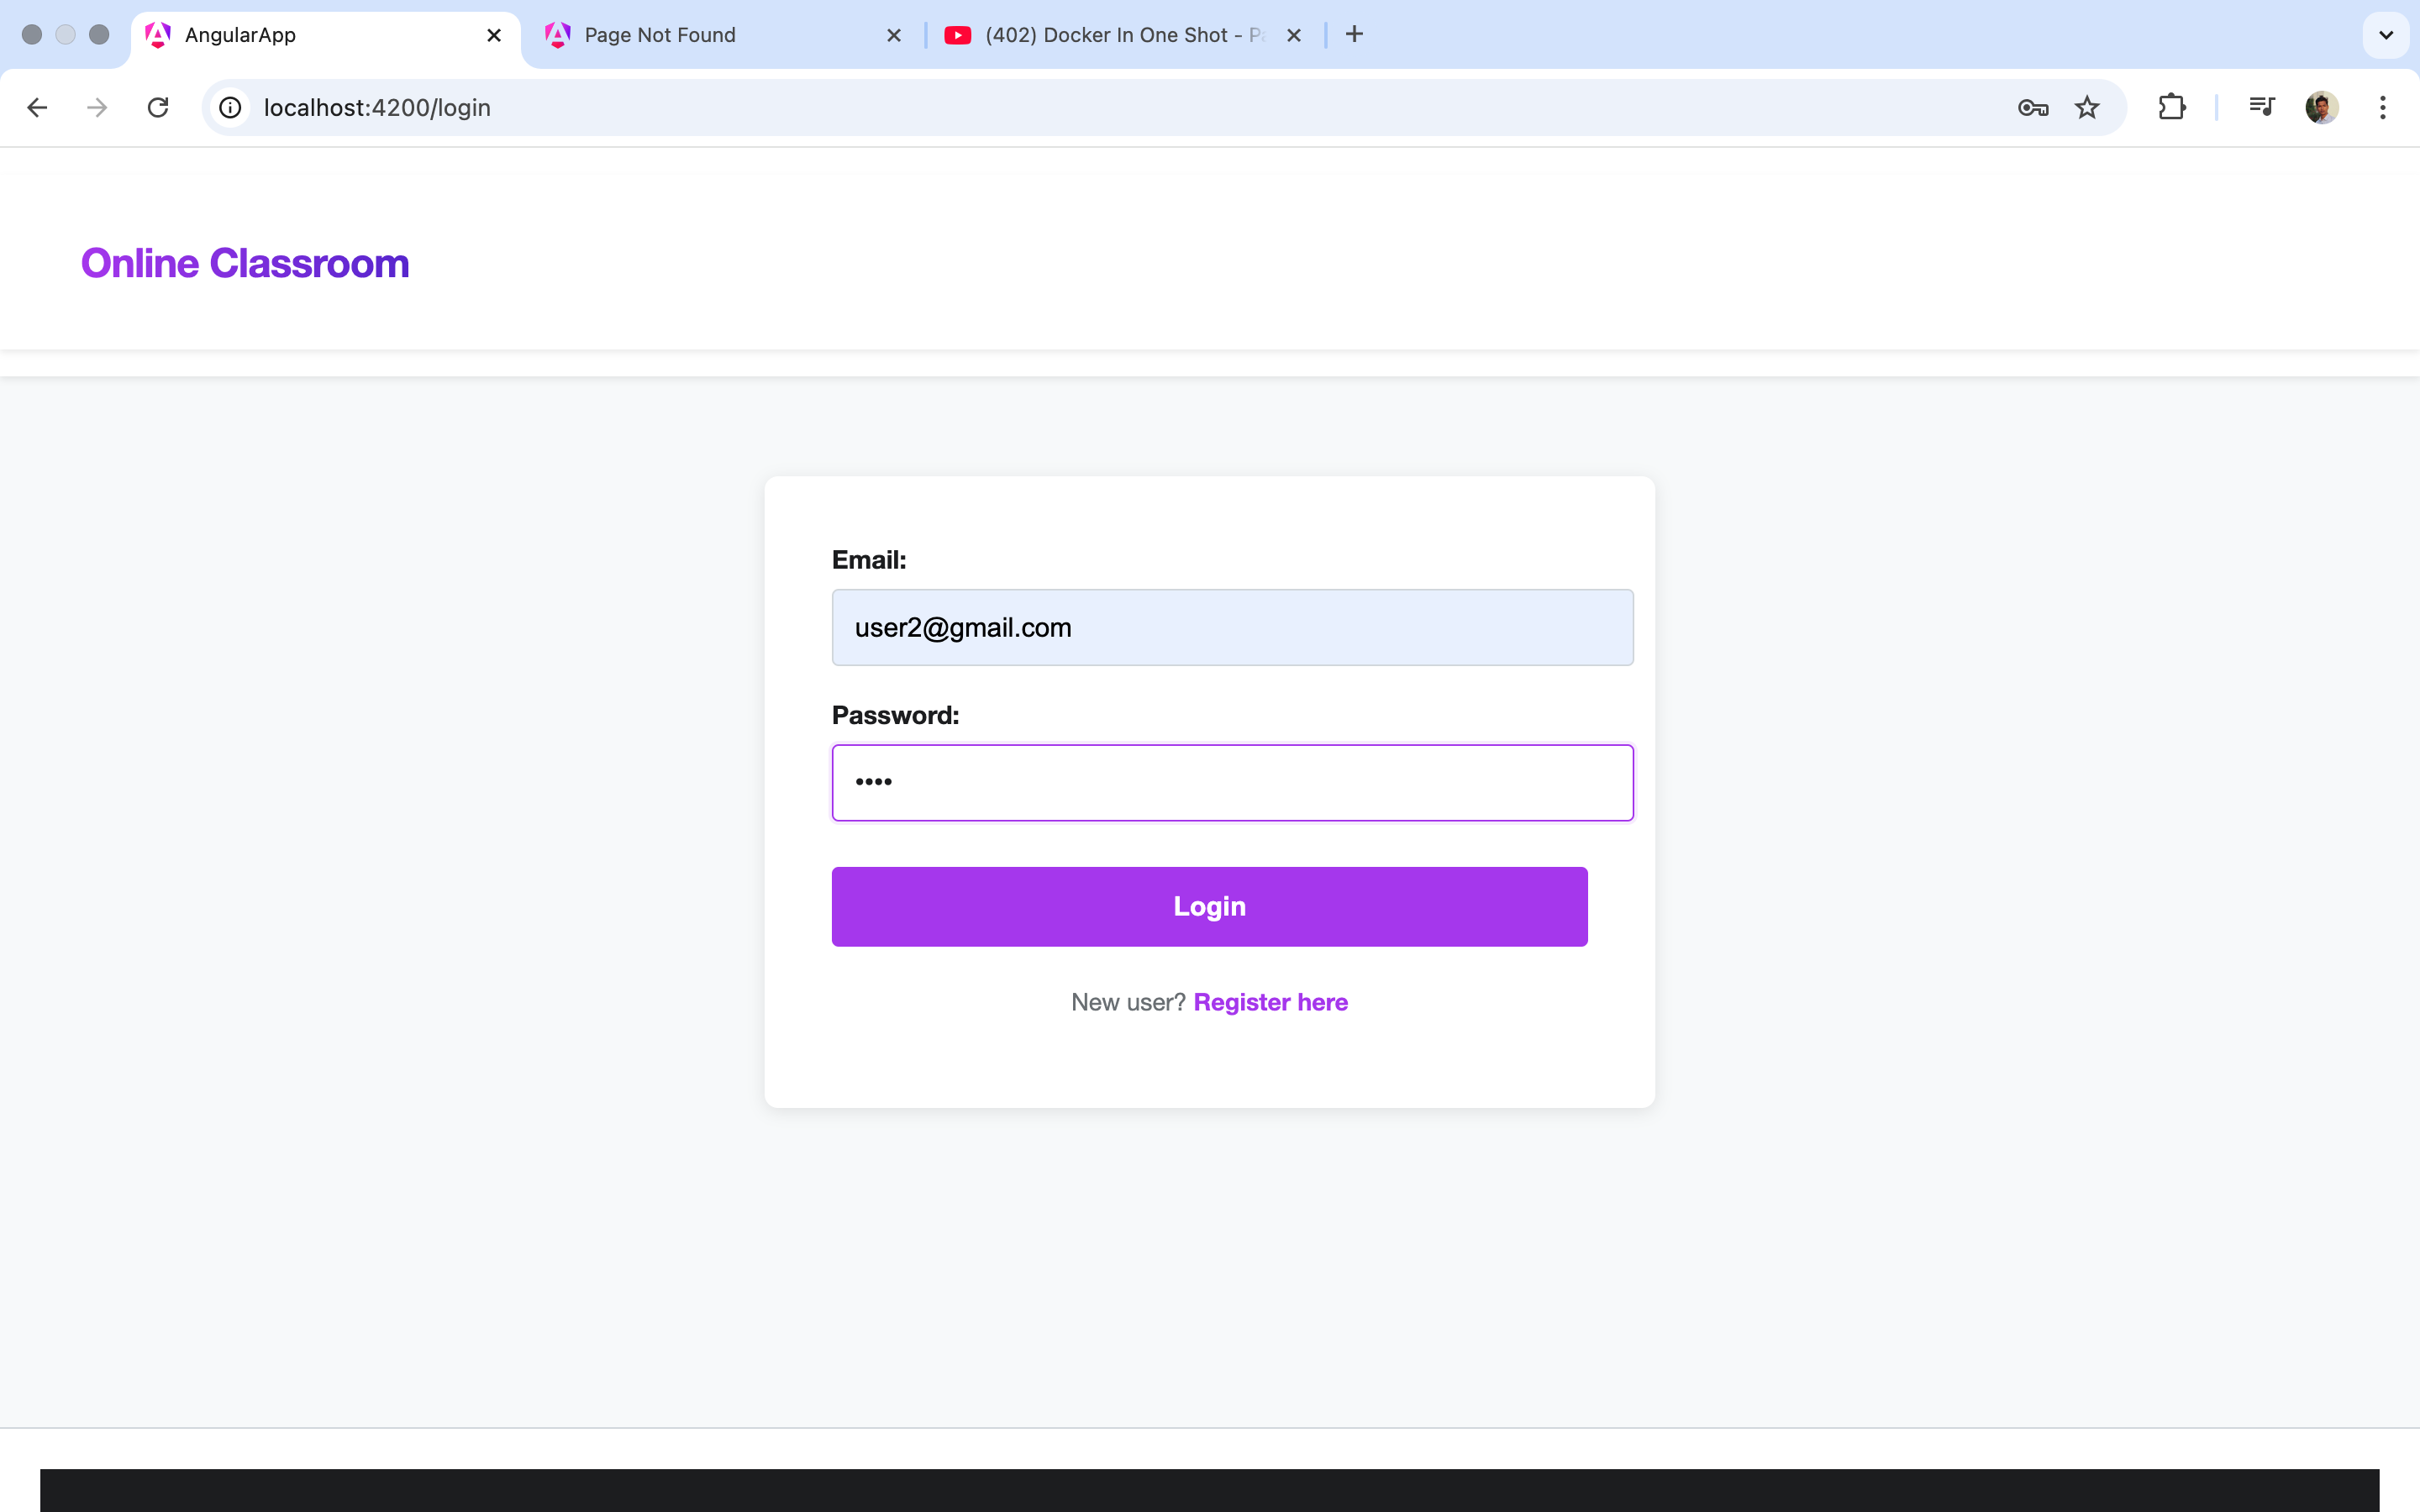 AngularApp
Page Not Found
(402) Docker In One Shot - P
localhost:4200/login
Online Classroom
Email:
user2@gmail.com
Password:
••••
Login
New user? Register here